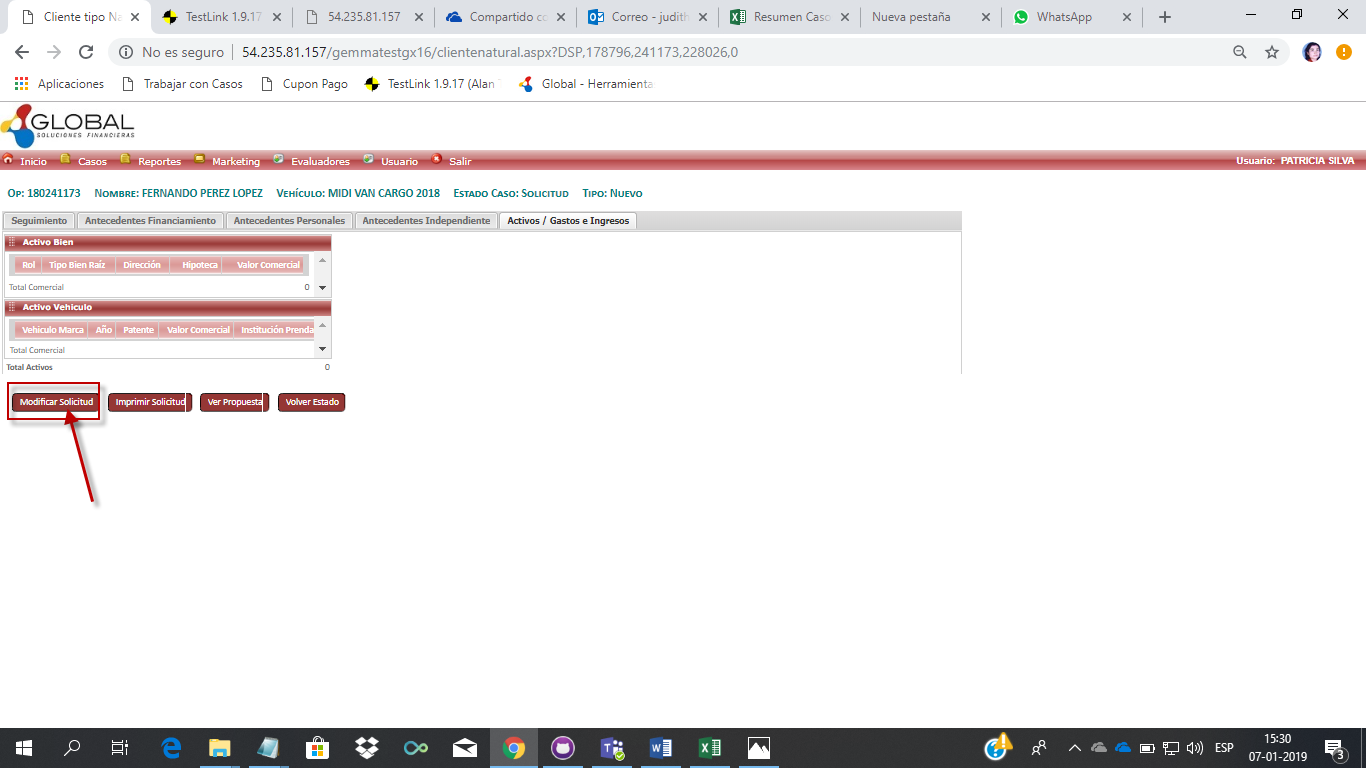 Cliente tipo Na
TestLink 1.9.17
54.235.81.157
Compartido co
Correo - judith
Resumen Caso
Nueva pestaña
WhatsApp
No es seguro
54.235.81.157/gemmatestgx16/clientenatural.aspx?DSP,178796,241173,228026,0
Aplicaciones
Trabajar con Casos
Cupon Pago
TestLink 1.9.17 (Alan
Global - Herramienta
GLOBAL
SOLUCIONES FINANCIERAS
Inicio Casos Reportes Marketing Evaluadores Usuario Salir
Usuario: PATRICIA SILVA
Op: 180241173 Nombre: FERNANDO PEREZ LOPEZ Vehículo: MIDI VAN CARGO 2018 Estado Caso: Solicitud Tipo: Nuevo
Seguimiento Antecedentes Financiamiento Antecedentes Personales Antecedentes Independiente Activos / Gastos e Ingresos
Activo Bien
Rol Tipo Bien Raíz Dirección Hipoteca Valor Comercial
Total Comercial 0
Activo Vehiculo
Vehiculo Marca Año Patente Valor Comercial Institución Prenda
Total Comercial
Total Activos 0
Modificar Solicitud Imprimir Solicitud Ver Propuesta Volver Estado
ESP
15:30
07-01-2019
3